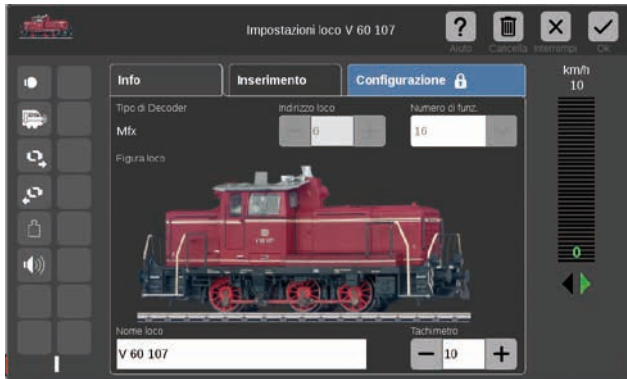 Impostazioni loco V 60 107
?
Aiuto Cancella Interrompi Ok
Info Inserimento Configurazione
km/h
10
Tipo di Decoder Indirizzo loco Numero di funz.
Mfx 6 16
Figura loco
0
Nome loco Tachimetro
V 60 107 − 10 +